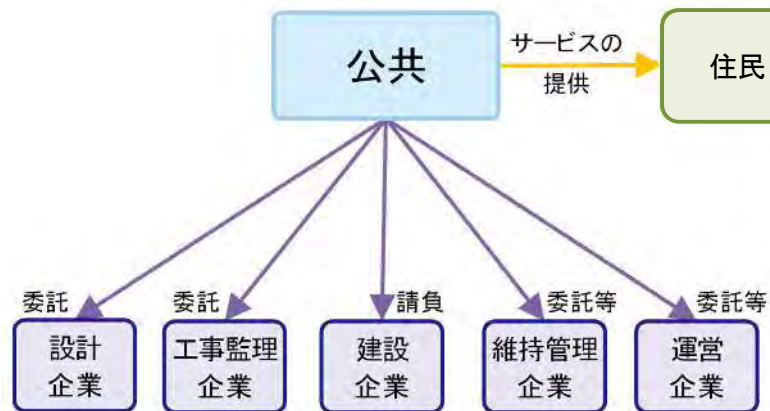 公共
サービスの
提供
住民
委託
委託
請負
委託等
委託等
設計
企業
工事監理
企業
建設
企業
維持管理
企業
運営
企業